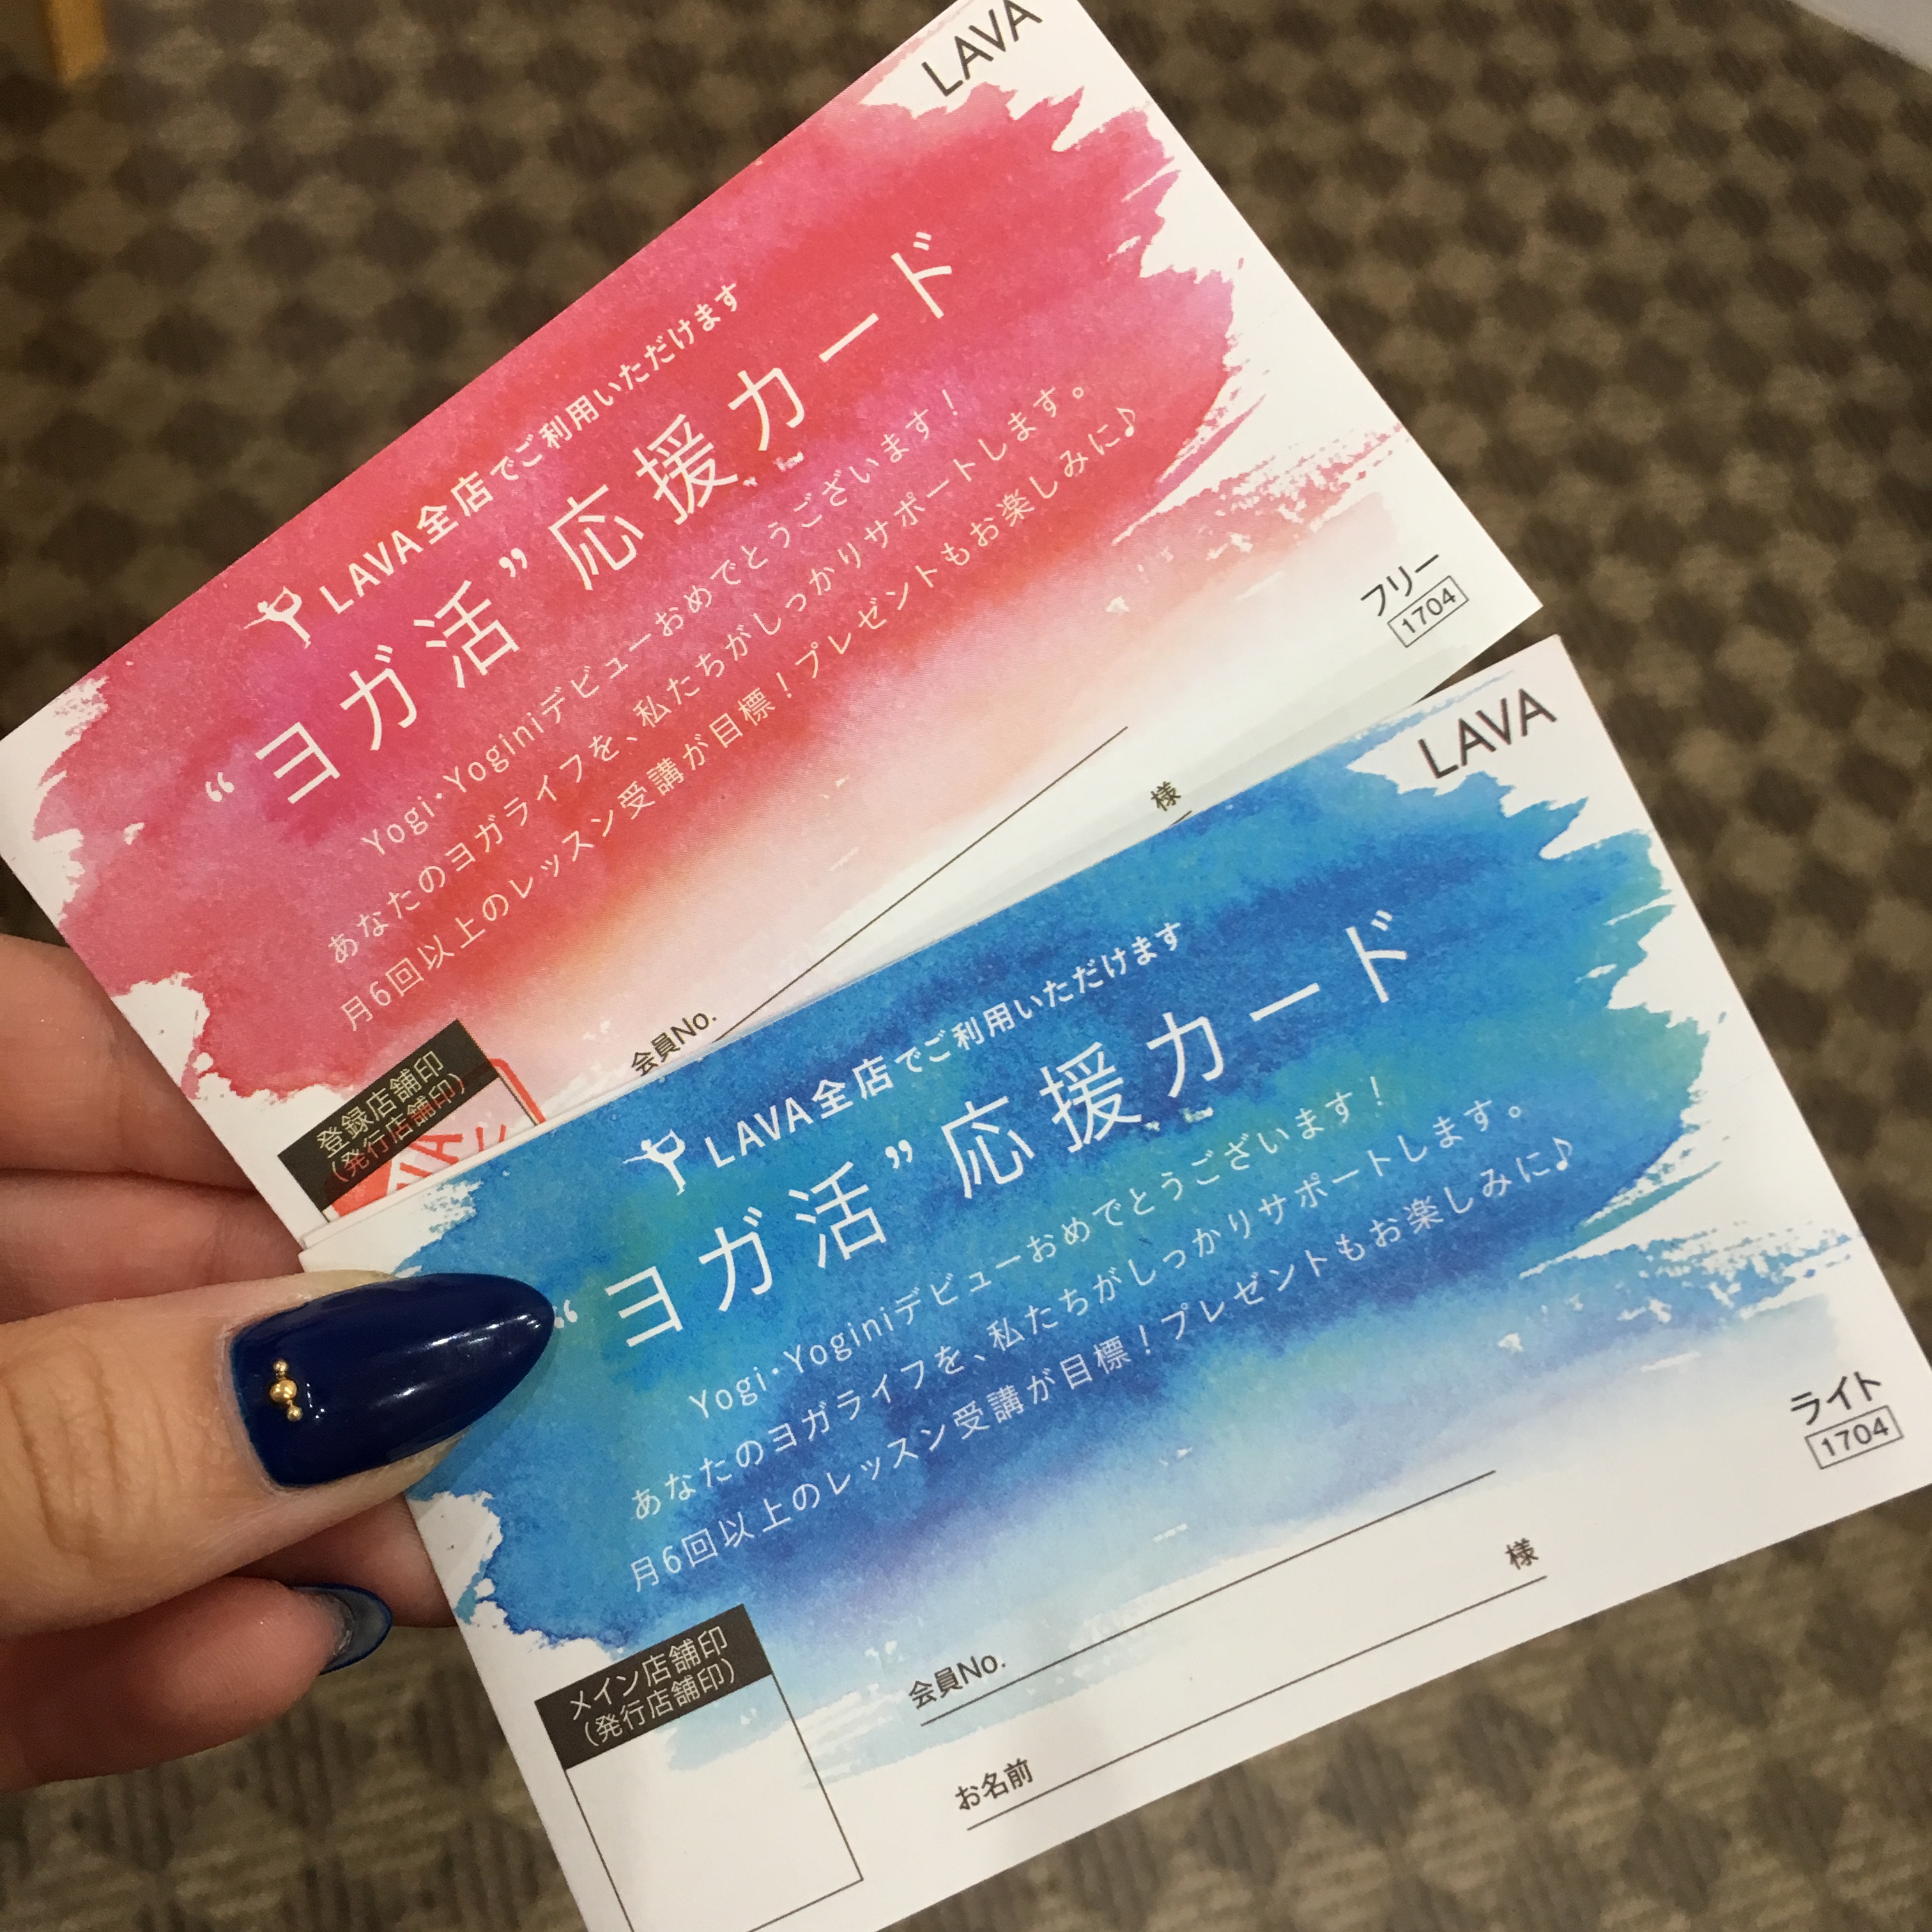 LAVA
LAVA全店でご利用いただけます
“ヨガ活”応援カード
Yogi・Yoginiデビューおめでとうございます！
あなたのヨガライフを、私たちがしっかりサポートします。
月6回以上のレッスン受講が目標！プレゼントもお楽しみに♪
フリー
1704
会員No.
様
登録店舗印
（発行店舗印）
LAVA
LAVA全店でご利用いただけます
“ヨガ活”応援カード
Yogi・Yoginiデビューおめでとうございます！
あなたのヨガライフを、私たちがしっかりサポートします。
月6回以上のレッスン受講が目標！プレゼントもお楽しみに♪
ライト
1704
メイン店舗印
（発行店舗印）
会員No.
お名前 様